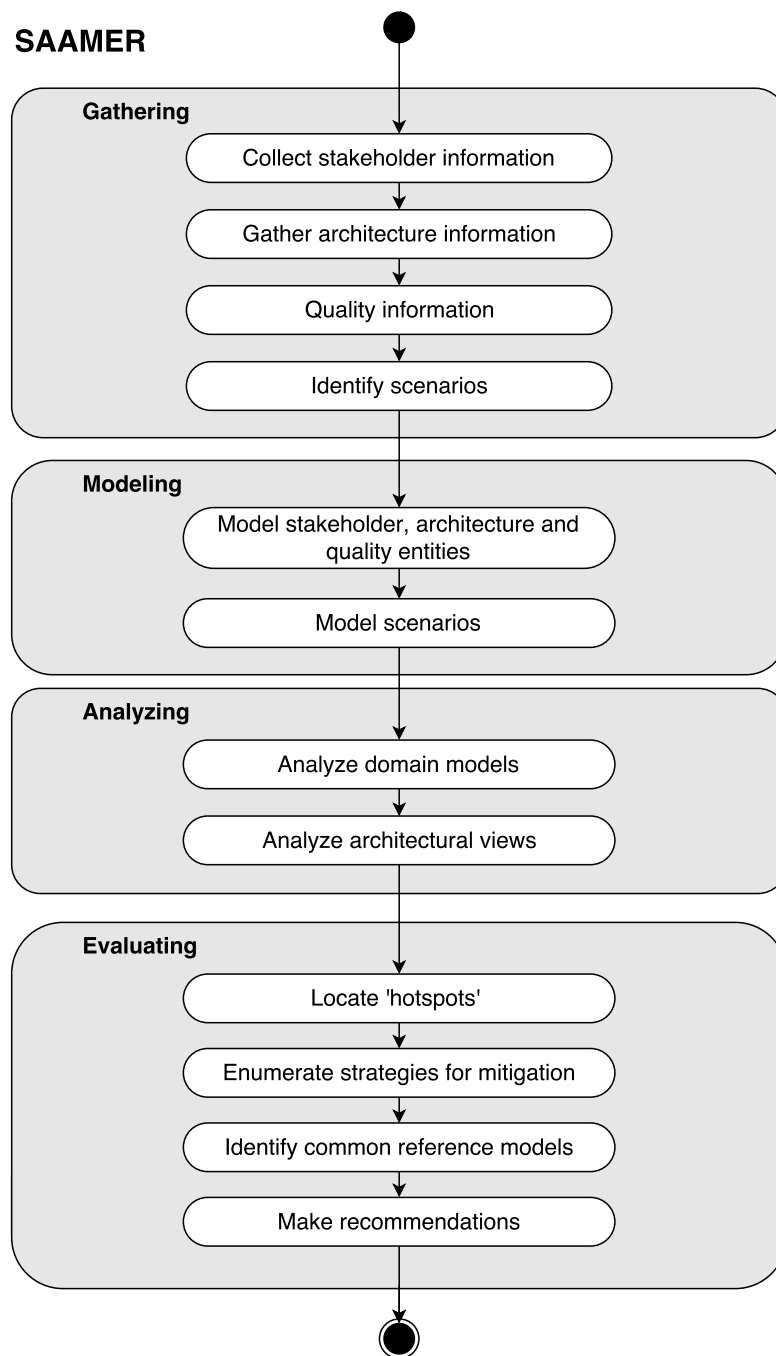 SAAMER
Gathering
Collect stakeholder information
Gather architecture information
Quality information
Identify scenarios
Modeling
Model stakeholder, architecture and
quality entities
Model scenarios
Analyzing
Analyze domain models
Analyze architectural views
Evaluating
Locate 'hotspots'
Enumerate strategies for mitigation
Identify common reference models
Make recommendations